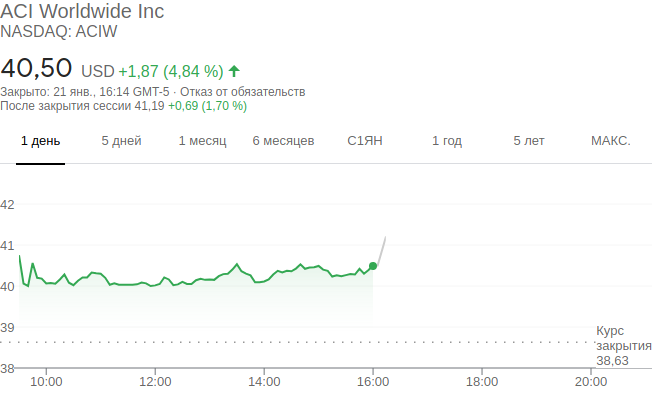 ACI Worldwide Inc
NASDAQ: ACIW
40,50 USD +1,87 (4,84 %)
Закрыто: 21 янв., 16:14 GMT-5 · Отказ от обязательств
После закрытия сессии 41,19 +0,69 (1,70 %)
1 день 5 дней 1 месяц 6 месяцев С1ЯН 1 год 5 лет МАКС.
42
41
40
39
38
Курс
закрытия
38,63
10:00 12:00 14:00 16:00 18:00 20:00